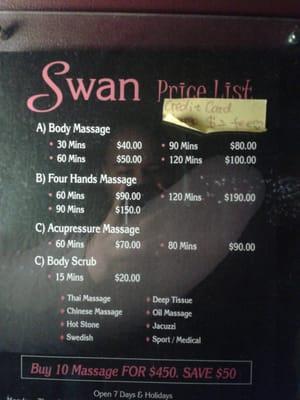 Swan Price List
Credit Card
$2 fee
A) Body Massage
• 30 Mins $40.00 • 90 Mins $80.00
• 60 Mins $50.00 • 120 Mins $100.00
B) Four Hands Massage
• 60 Mins $90.00 • 120 Mins $190.00
• 90 Mins $150.0
C) Acupressure Massage
• 60 Mins $70.00 • 80 Mins $90.00
C) Body Scrub
• 15 Mins $20.00
♦ Thai Massage ♦ Deep Tissue
♦ Chinese Massage ♦ Oil Massage
♦ Hot Stone ♦ Jacuzzi
♦ Swedish ♦ Sport / Medical
Buy 10 Massage FOR $450. SAVE $50
Open 7 Days & Holidays